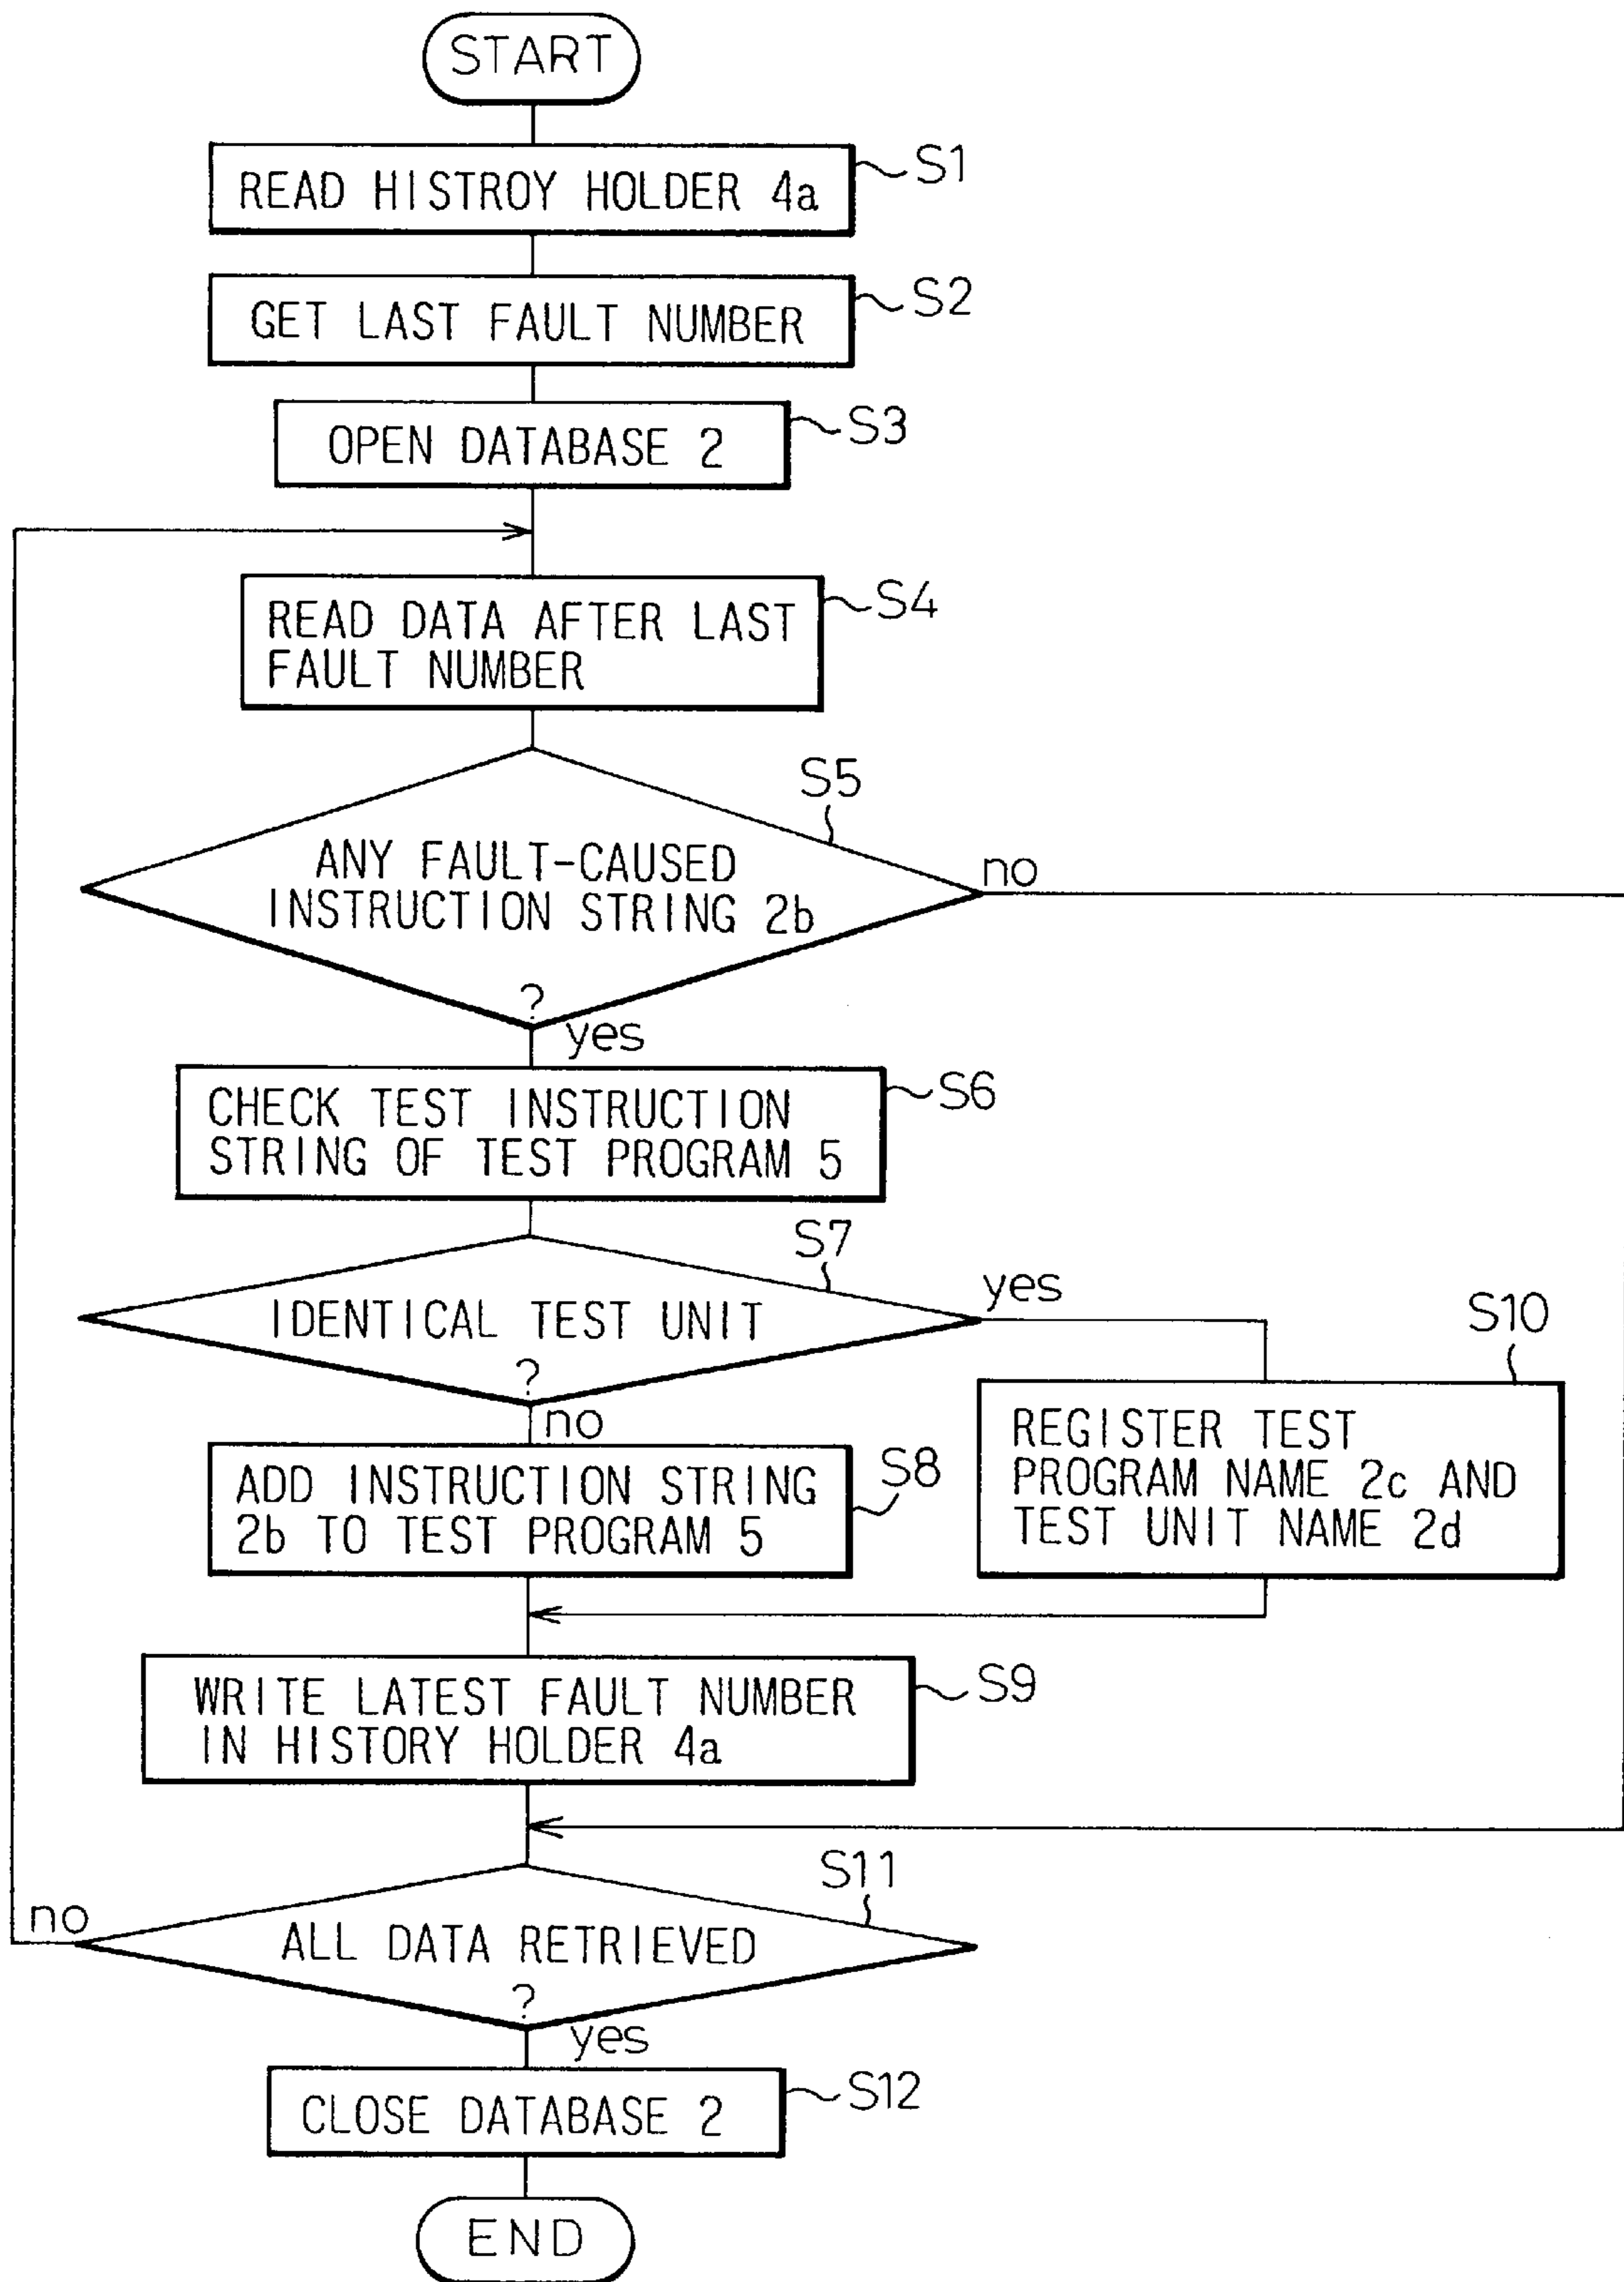 START
READ HISTROY HOLDER 4a
S1
GET LAST FAULT NUMBER
S2
OPEN DATABASE 2
S3
READ DATA AFTER LAST
FAULT NUMBER
S4
S5
ANY FAULT-CAUSED
INSTRUCTION STRING 2b
?
no
yes
CHECK TEST INSTRUCTION
STRING OF TEST PROGRAM 5
S6
S7
IDENTICAL TEST UNIT
?
yes
no
S10
REGISTER TEST
PROGRAM NAME 2c AND
TEST UNIT NAME 2d
ADD INSTRUCTION STRING
2b TO TEST PROGRAM 5
S8
WRITE LATEST FAULT NUMBER
IN HISTORY HOLDER 4a
S9
S11
no
ALL DATA RETRIEVED
?
yes
CLOSE DATABASE 2
S12
END